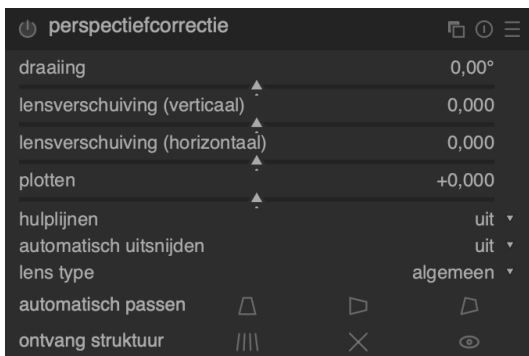 perspectiefcorrectie
draaiing 0,00°
lensverschuiving (verticaal) 0,000
lensverschuiving (horizontaal) 0,000
plotten +0,000
hulplijnen uit
automatisch uitsnijden uit
lens type algemeen
automatisch passen
ontvang struktuur